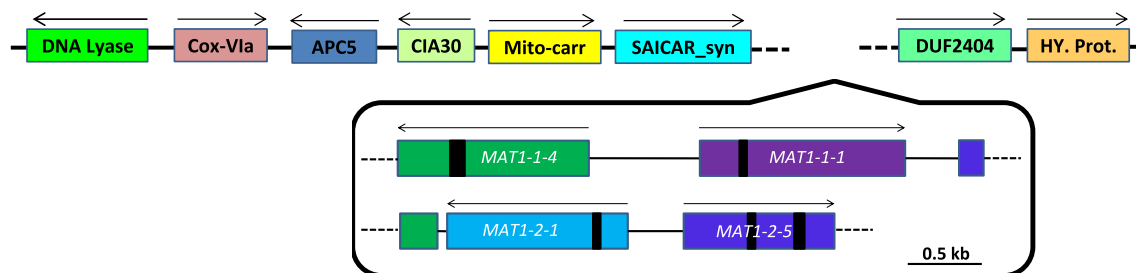 DNA Lyase Cox-VIa APC5 CIA30 Mito-carr SAICAR_syn DUF2404 HY. Prot.
MAT1-1-4 MAT1-1-1
MAT1-2-1 MAT1-2-5
0.5 kb